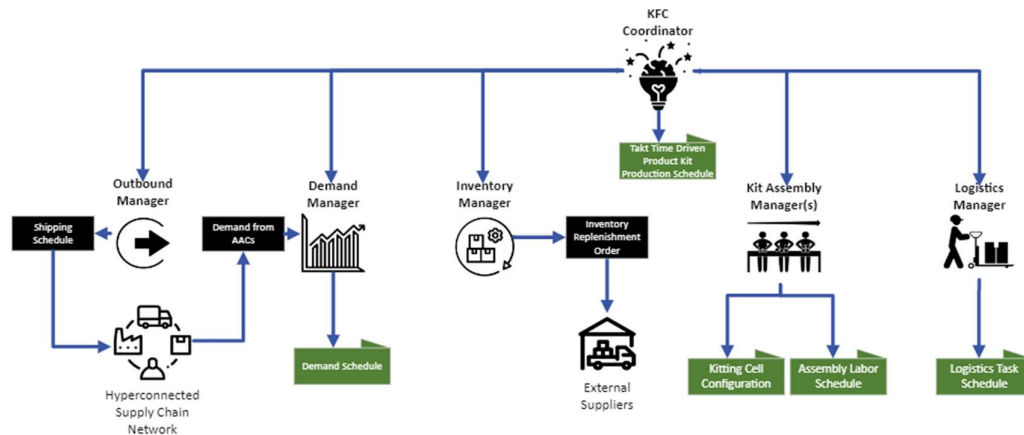 KFC
Coordinator
Takt Time Driven
Product Kit
Production Schedule
Outbound
Manager
Demand
Manager
Inventory
Manager
Kit Assembly
Manager(s)
Logistics
Manager
Shipping
Schedule
Demand from
AACs
Inventory
Replenishment
Order
Demand Schedule
Kitting Cell
Configuration
Assembly Labor
Schedule
Logistics Task
Schedule
Hyperconnected
Supply Chain
Network
External
Suppliers